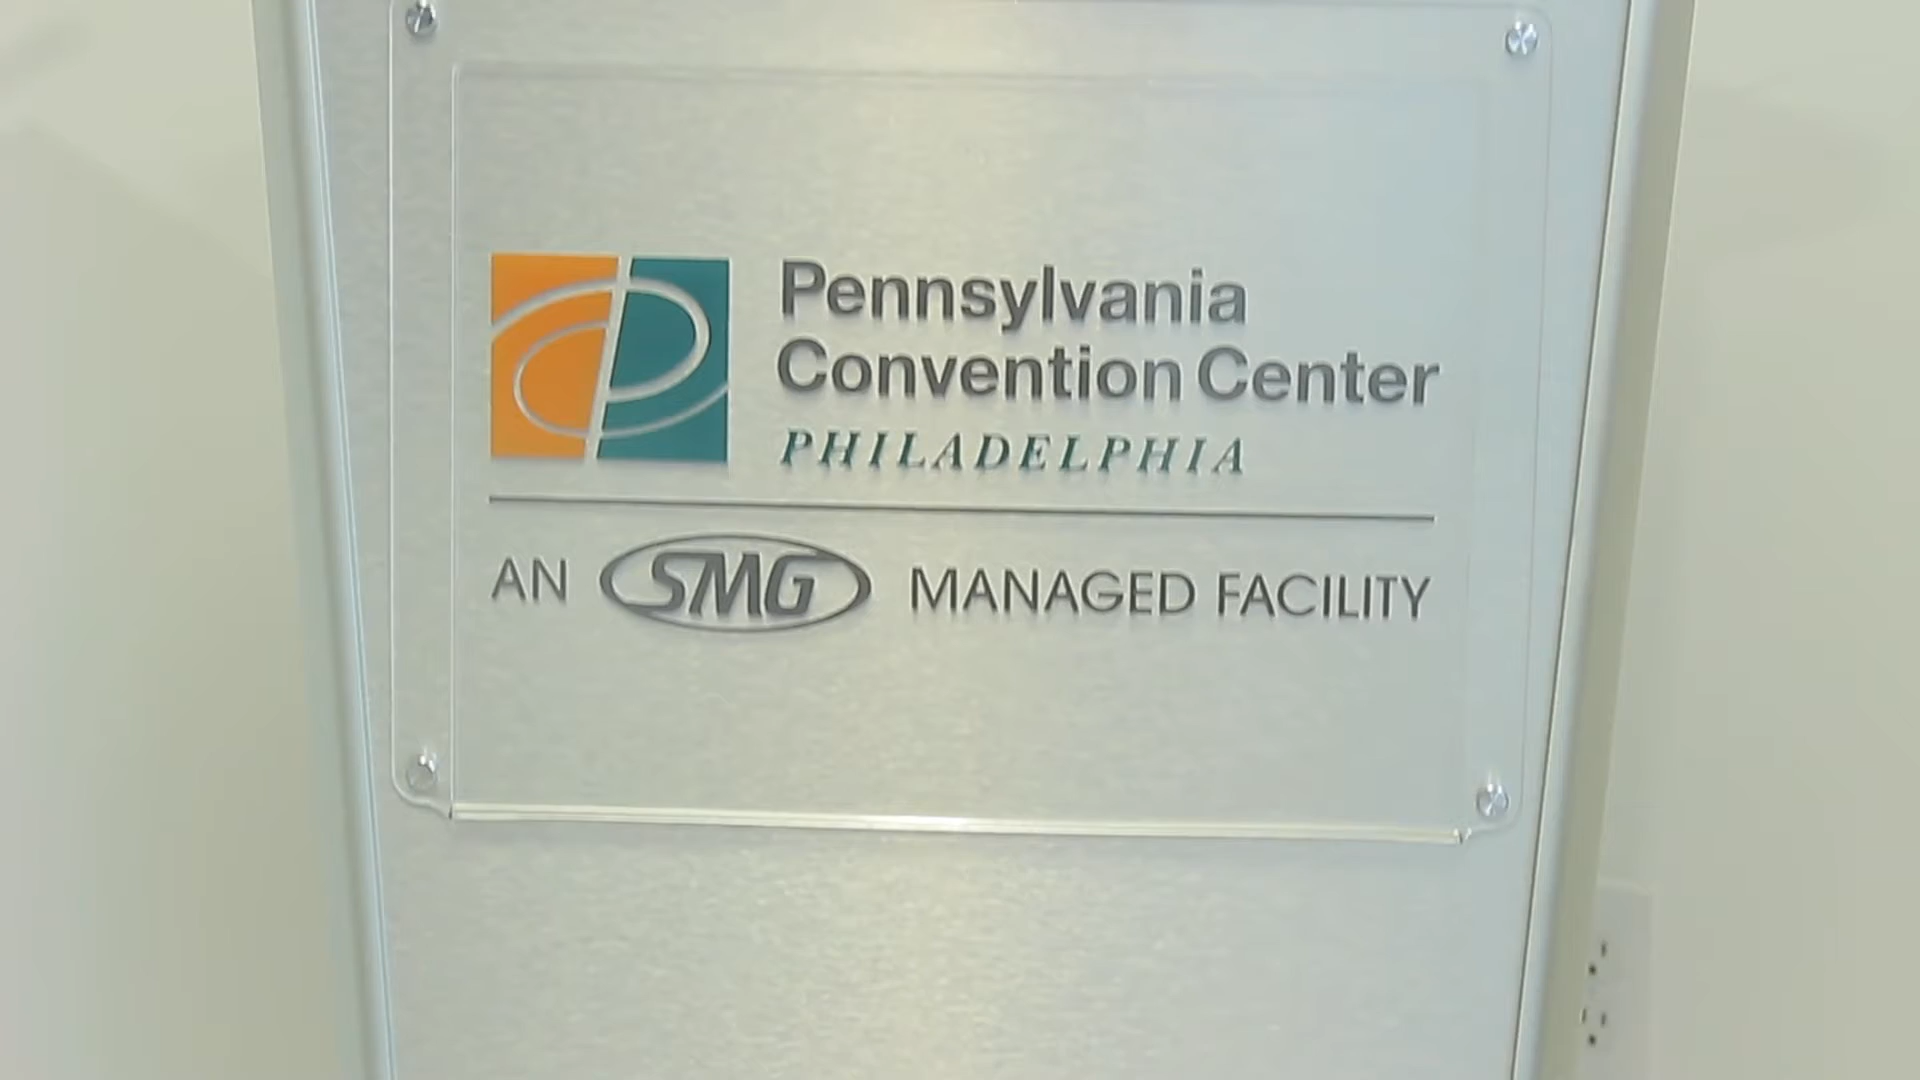 Pennsylvania
Convention Center
PHILADELPHIA
AN SMG MANAGED FACILITY